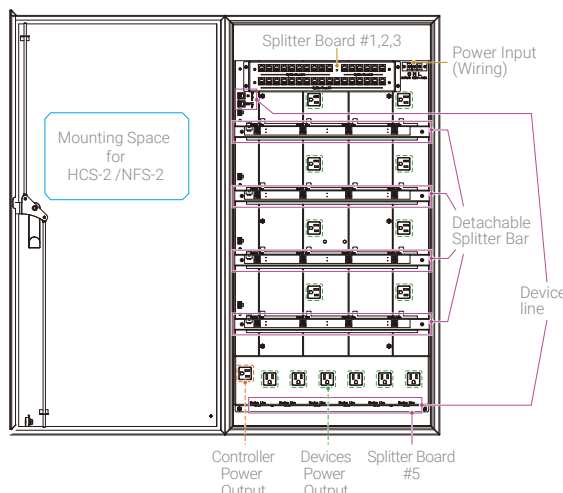 Splitter Board #1,2,3
Power Input
(Wiring)
Mounting Space
for
HCS-2 /NFS-2
Detachable
Splitter Bar
Device
line
Controller
Power
Output
Devices
Power
Output
Splitter Board
#5